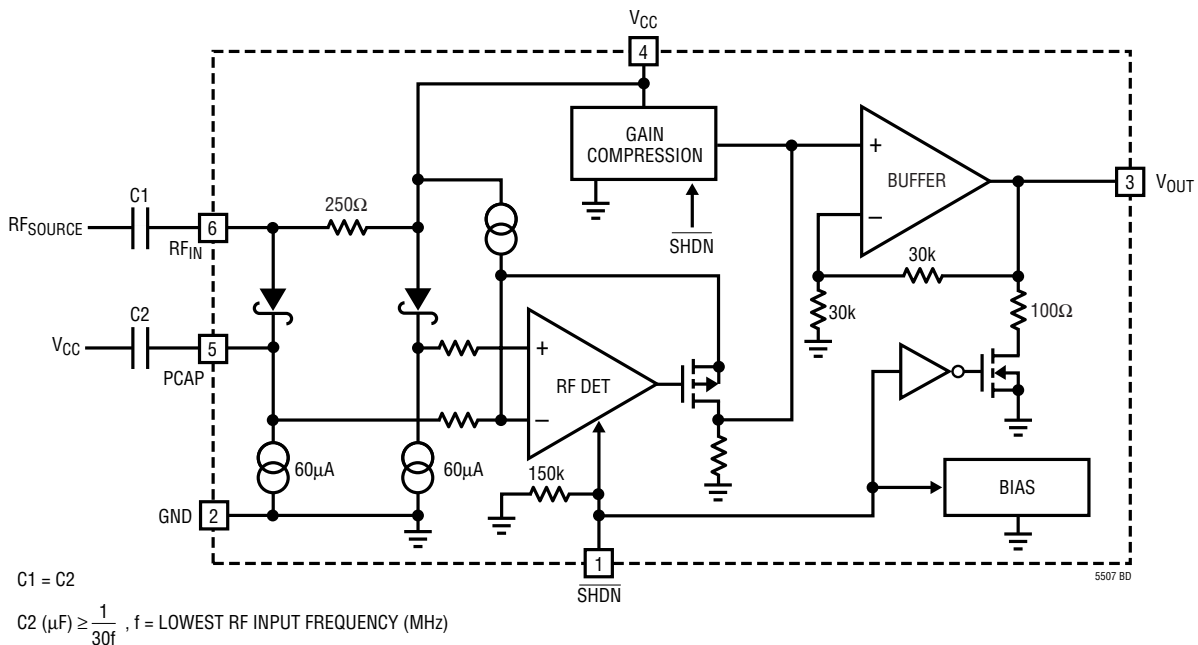 VCC
4
GAIN
COMPRESSION
+
BUFFER
–
3
VOUT
C1
250Ω
RFSOURCE
6
RFIN
SHDN
30k
30k
100Ω
C2
VCC
5
PCAP
+
RF DET
–
60µA
60µA
150k
BIAS
GND
2
1
SHDN
5507 BD
C1 = C2
C2 (µF) ≥ 1/30f , f = LOWEST RF INPUT FREQUENCY (MHz)